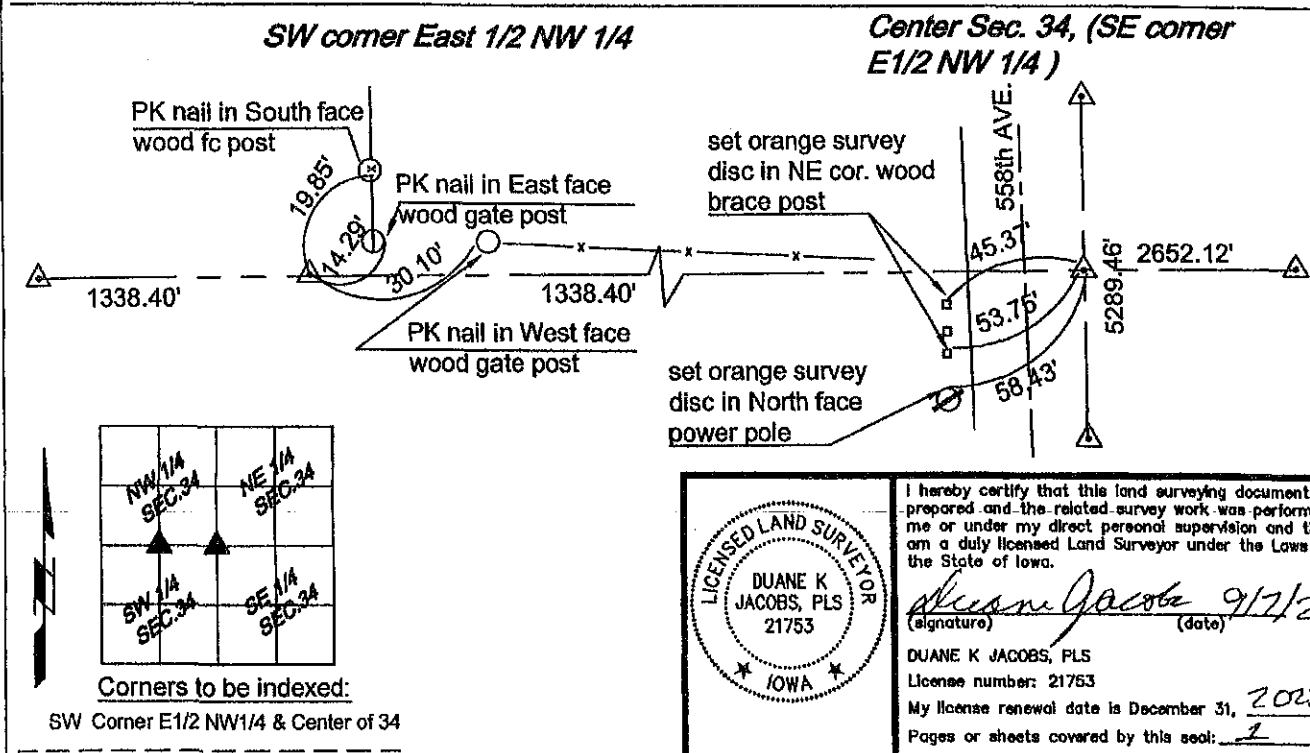 SW corner East 1/2 NW 1/4
Center Sec. 34, (SE corner
E1/2 NW 1/4 )
PK nail in South face
wood fc post
19.85'
PK nail in East face
wood gate post
14.29'
30.10'
1338.40'
1338.40'
PK nail in West face
wood gate post
set orange survey
disc in NE cor. wood
brace post
558th AVE.
45.37'
53.75'
58.43'
2652.12'
5289.46'
set orange survey
disc in North face
power pole
NW 1/4
SEC.34
NE 1/4
SEC.34
SW 1/4
SEC.34
SE 1/4
SEC.34
Corners to be indexed:
SW Corner E1/2 NW1/4 & Center of 34
LICENSED LAND SURVEYOR
DUANE K
JACOBS, PLS
21753
IOWA
I hereby certify that this land surveying document
prepared and the related survey work was perform
me or under my direct personal supervision and t
am a duly licensed Land Surveyor under the Laws
the State of Iowa.
Duane Jacobs 9/7/2
(signature) (date)
DUANE K JACOBS, PLS
License number: 21753
My license renewal date is December 31,
Pages or sheets covered by this seal: 1